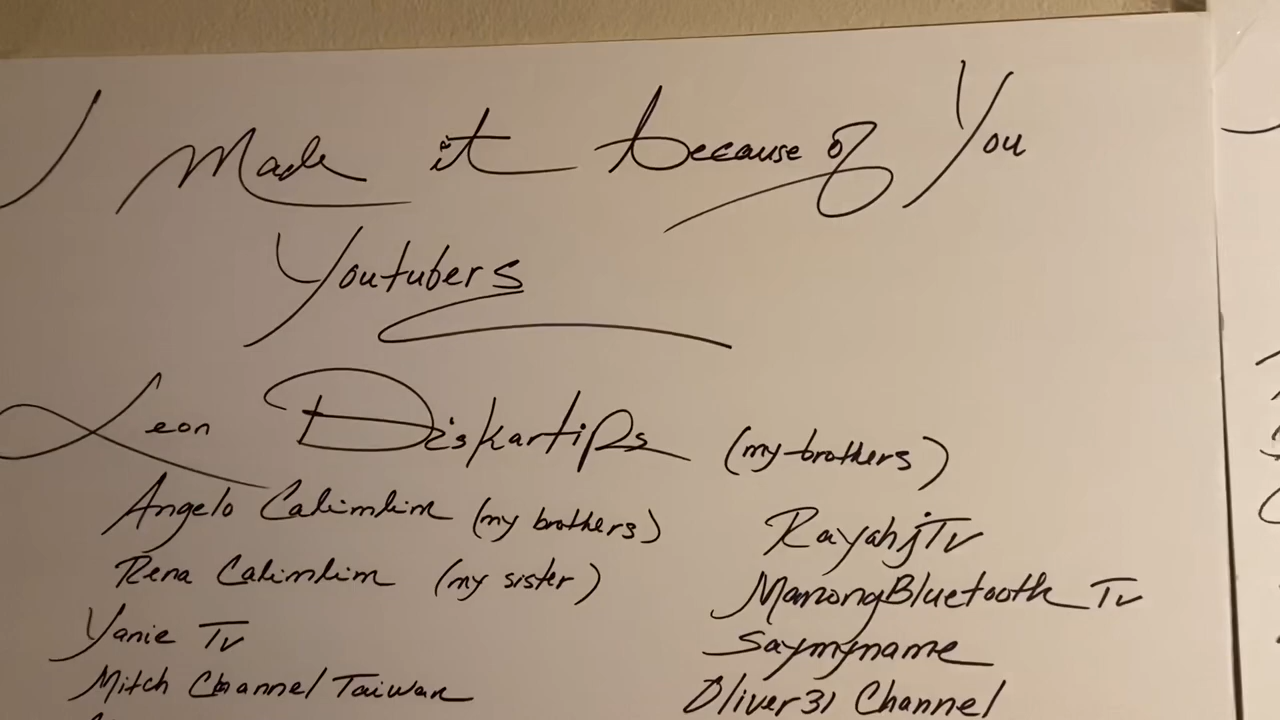 I Made it because of You
Youtubers
Leon Diskartips (my brothers)
Angelo Calimlim (my brothers)
Rena Calimlim (my sister)
Yanie Tv
Mitch Channel Taiwan
RayahjTv
ManongBluetooth Tv
Saymyname
Oliver31 Channel